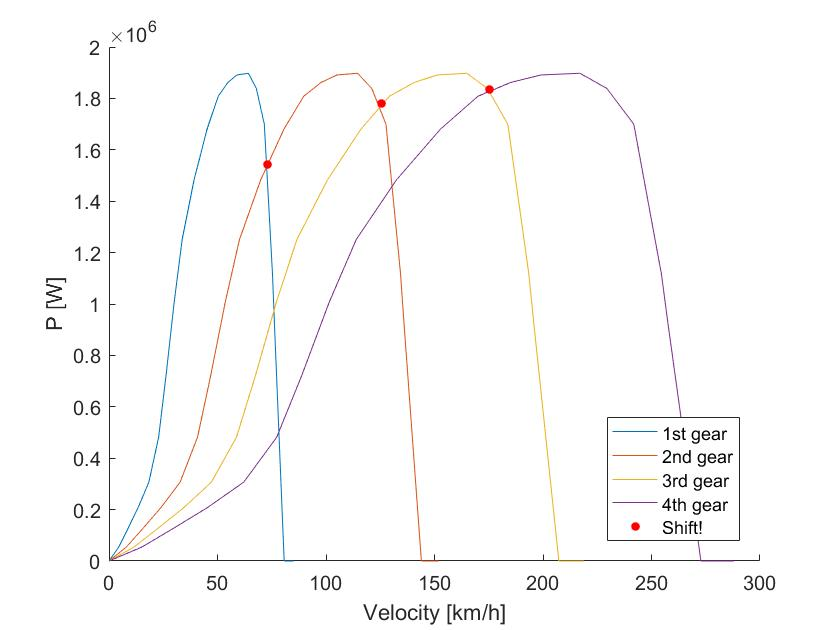 ×10^6
2
1.8
1.6
1.4
1.2
1
0.8
0.6
0.4
0.2
0
P [W]
0 50 100 150 200 250 300
Velocity [km/h]
1st gear
2nd gear
3rd gear
4th gear
Shift!